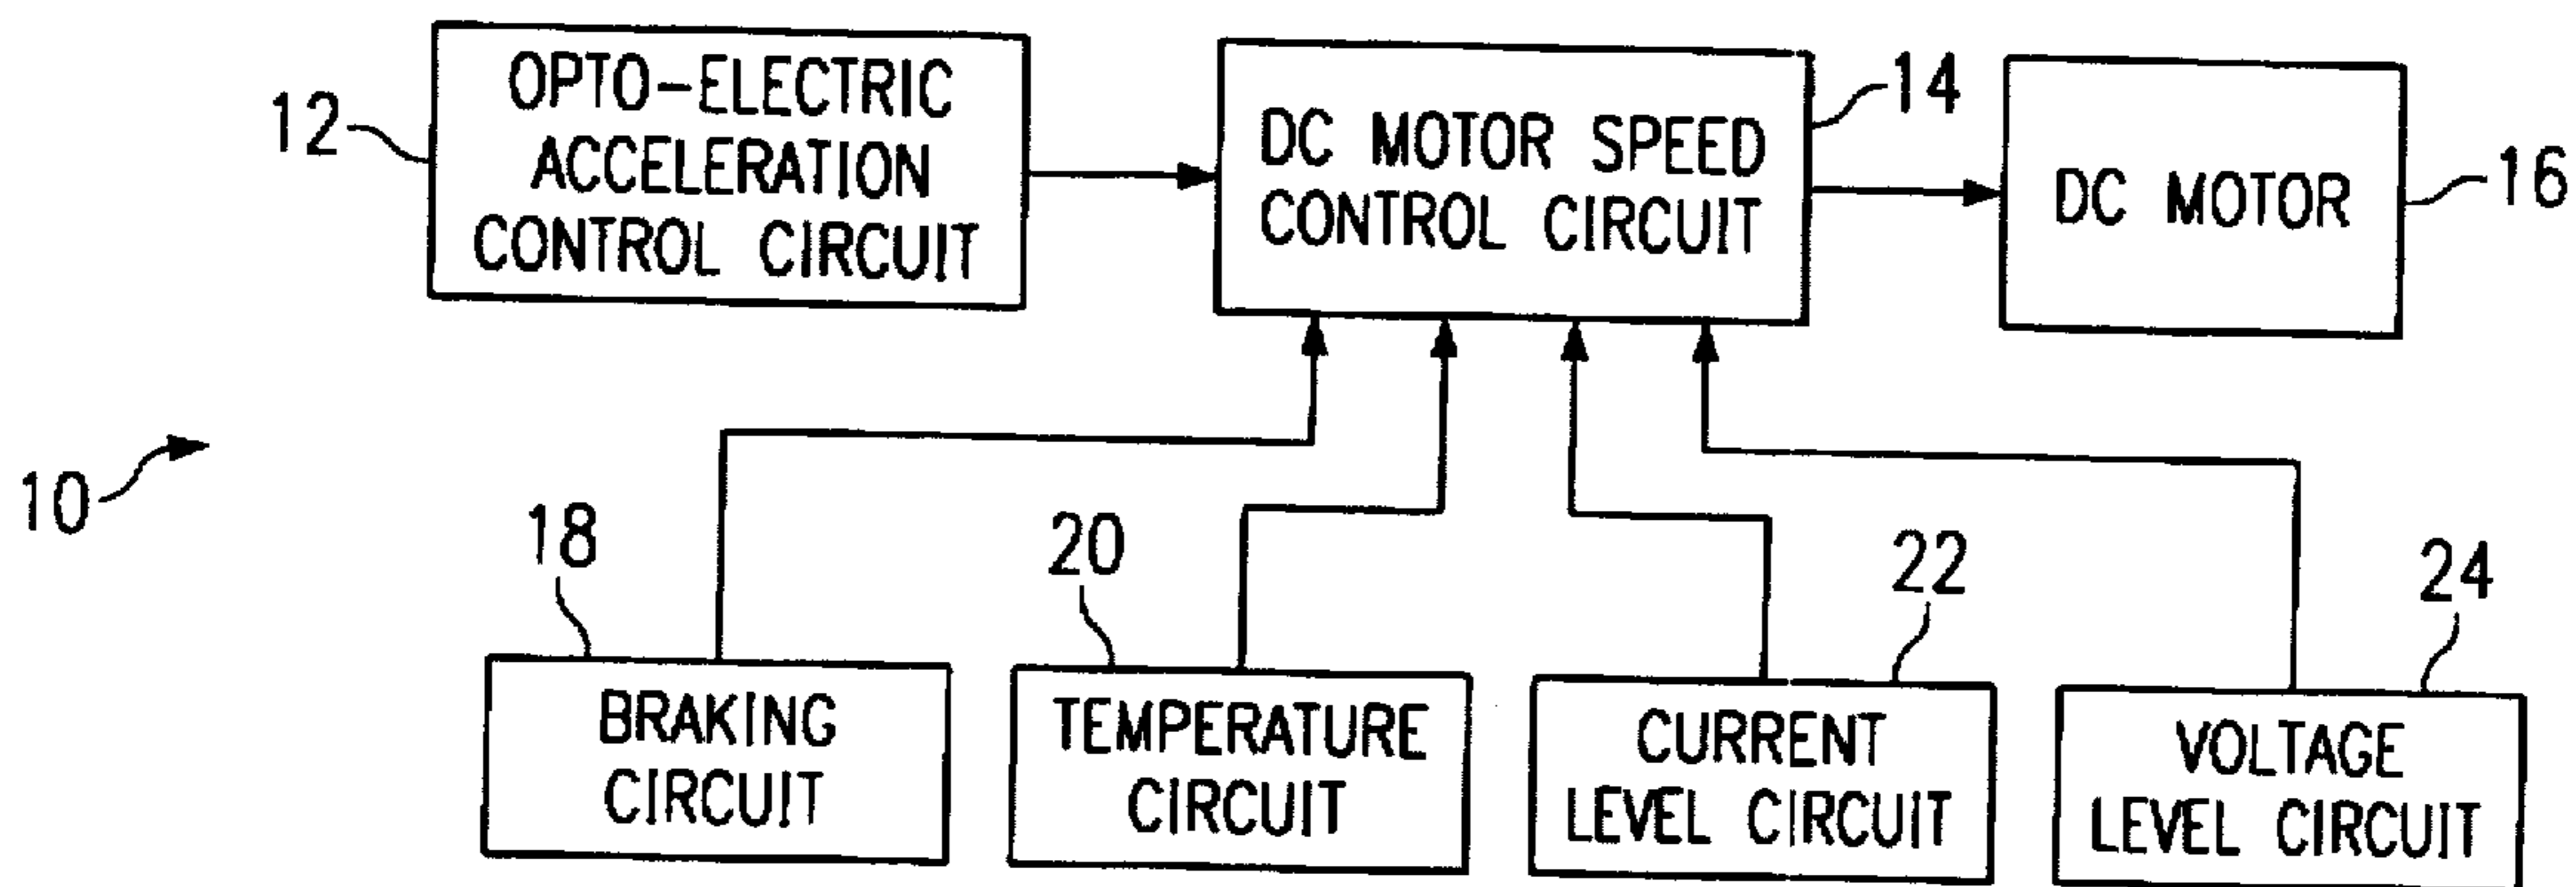 12
OPTO-ELECTRIC
ACCELERATION
CONTROL CIRCUIT
DC MOTOR SPEED
CONTROL CIRCUIT
14
DC MOTOR
16
10
18
BRAKING
CIRCUIT
20
TEMPERATURE
CIRCUIT
22
CURRENT
LEVEL CIRCUIT
24
VOLTAGE
LEVEL CIRCUIT